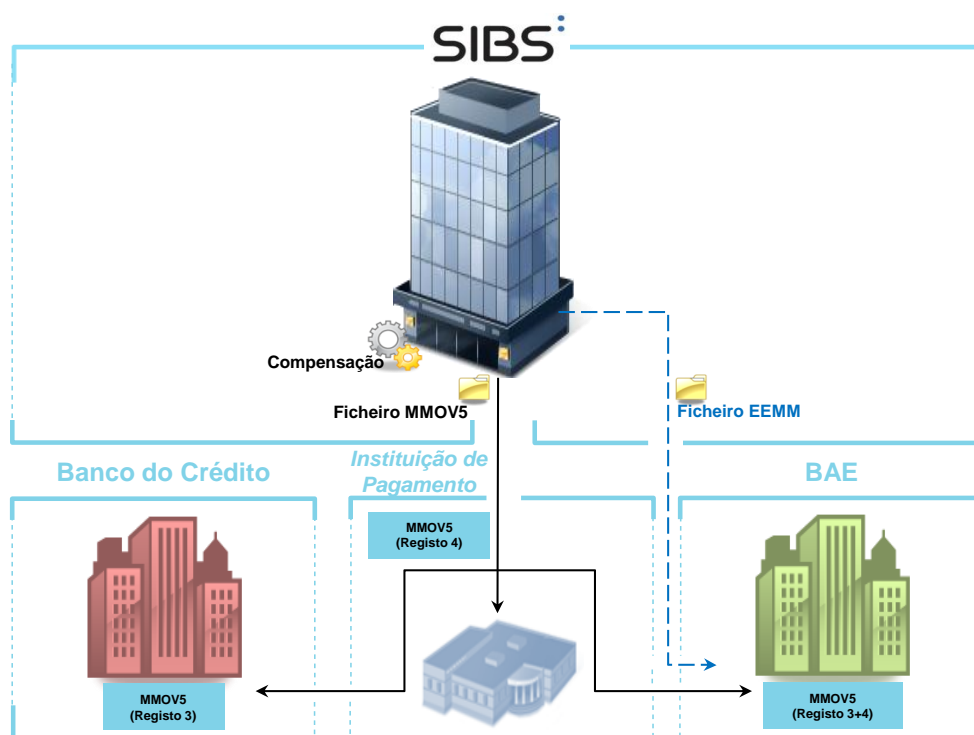 SIBS
Compensação
Ficheiro MMOV5
Ficheiro EEMM
Banco do Crédito
Instituição de
Pagamento
BAE
MMOV5
(Registo 4)
MMOV5
(Registo 3)
MMOV5
(Registo 3+4)